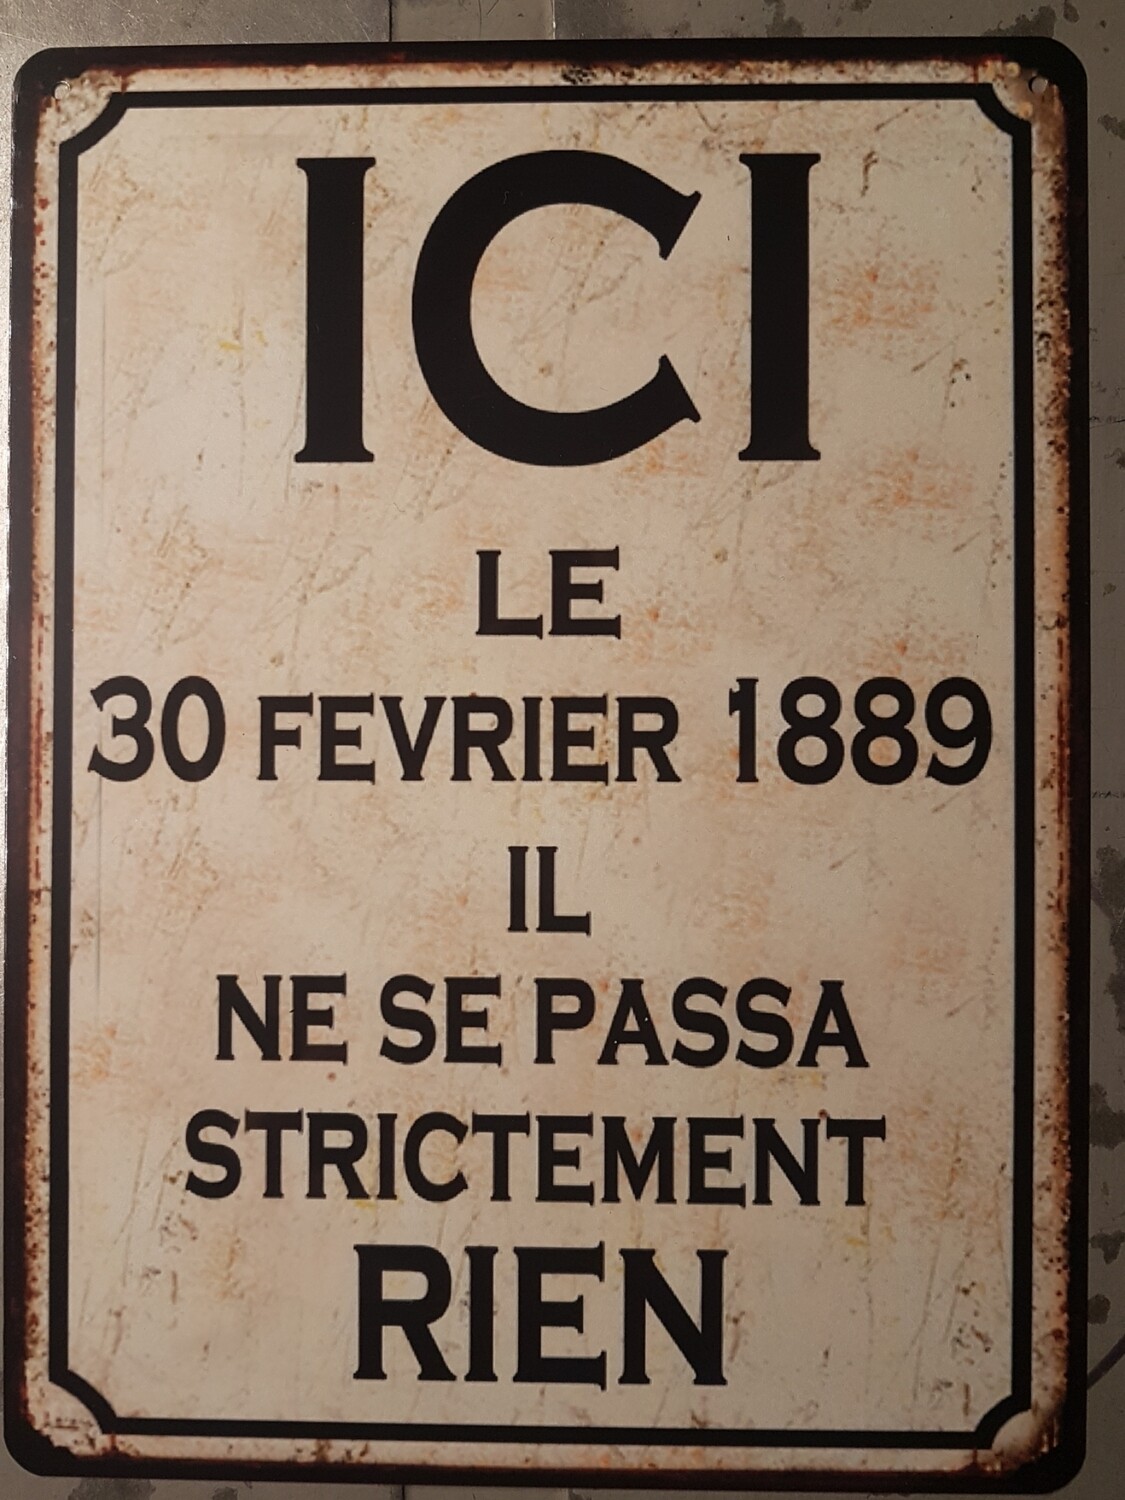 ICI
LE
30 FEVRIER 1889
IL
NE SE PASSA
STRICTEMENT
RIEN